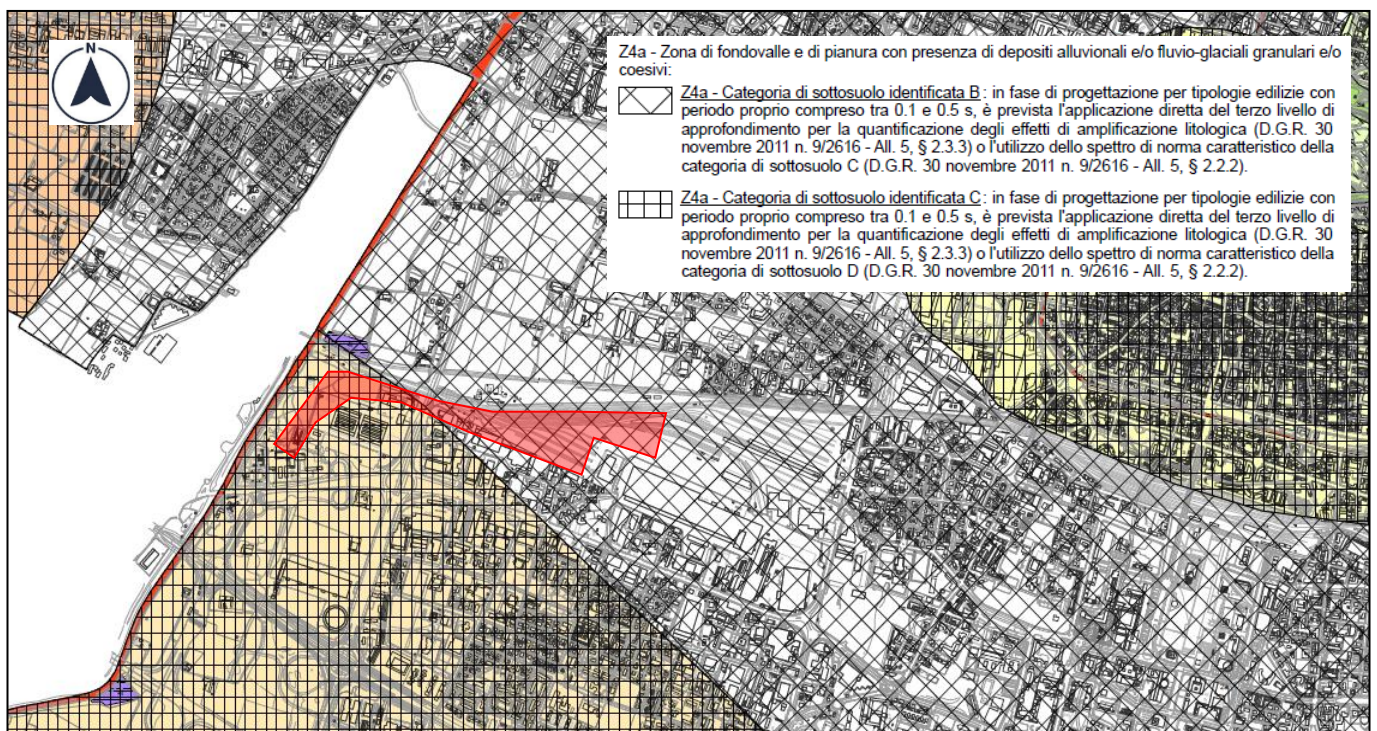 N
Z4a - Zona di fondovalle e di pianura con presenza di depositi alluvionali e/o fluvio-glaciali granulari e/o
coesivi:
Z4a - Categoria di sottosuolo identificata B: in fase di progettazione per tipologie edilizie con
periodo proprio compreso tra 0.1 e 0.5 s, è prevista l'applicazione diretta del terzo livello di
approfondimento per la quantificazione degli effetti di amplificazione litologica (D.G.R. 30
novembre 2011 n. 9/2616 - All. 5, § 2.3.3) o l'utilizzo dello spettro di norma caratteristico della
categoria di sottosuolo C (D.G.R. 30 novembre 2011 n. 9/2616 - All. 5, § 2.2.2).
Z4a - Categoria di sottosuolo identificata C: in fase di progettazione per tipologie edilizie con
periodo proprio compreso tra 0.1 e 0.5 s, è prevista l'applicazione diretta del terzo livello di
approfondimento per la quantificazione degli effetti di amplificazione litologica (D.G.R. 30
novembre 2011 n. 9/2616 - All. 5, § 2.3.3) o l'utilizzo dello spettro di norma caratteristico della
categoria di sottosuolo D (D.G.R. 30 novembre 2011 n. 9/2616 - All. 5, § 2.2.2).